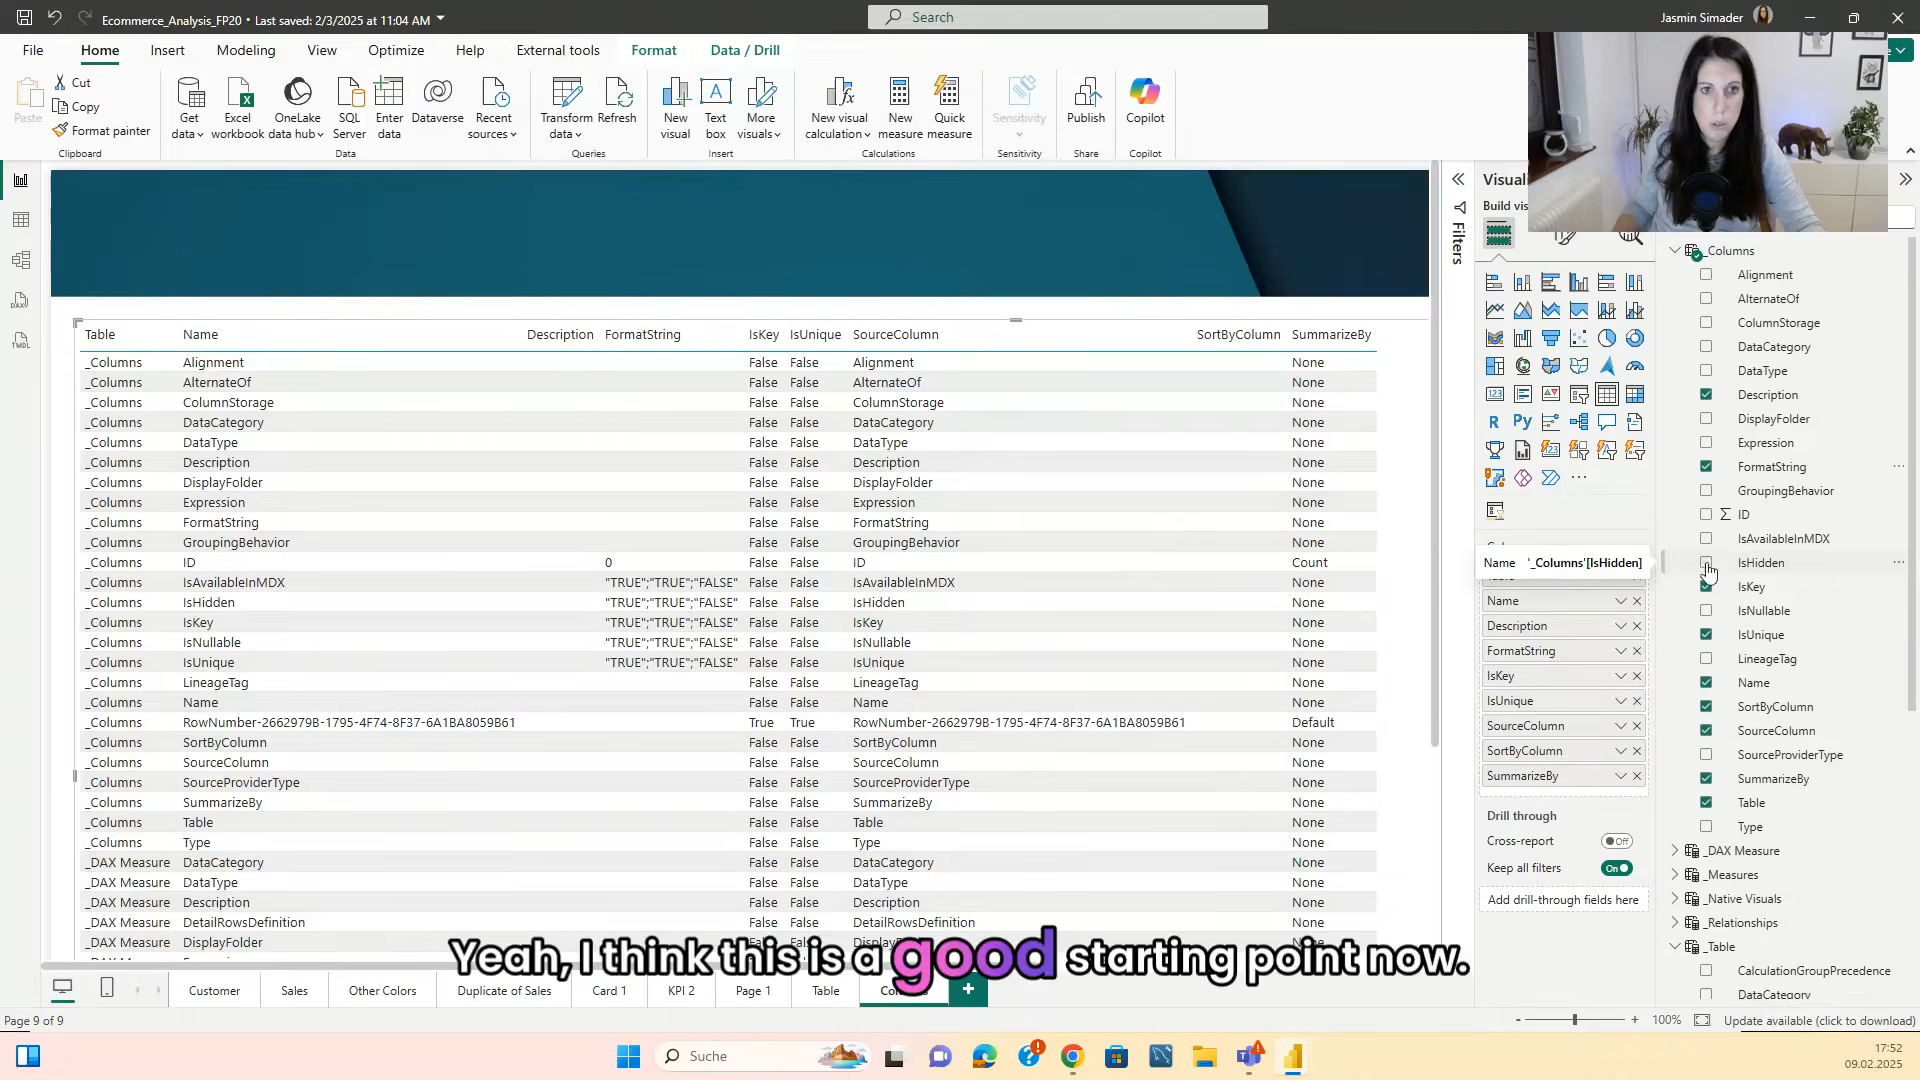 Ecommerce_Analysis_FP20 • Last saved: 2/3/2025 at 11:04 AM
Search
Jasmin Simader
File Home Insert Modeling View Optimize Help External tools Format Data / Drill
Paste
Cut
Copy
Format painter
Clipboard
Get data
Excel workbook
OneLake data hub
SQL Server
Enter data
Dataverse
Recent sources
Data
Transform data
Refresh
Queries
New visual
Text box
More visuals
Insert
New visual calculation
New measure
Quick measure
Calculations
Sensitivity
Sensitivity
Publish
Share
Copilot
Copilot
Table Name Description FormatString IsKey IsUnique SourceColumn SortByColumn SummarizeBy
_Columns Alignment False False Alignment None
_Columns AlternateOf False False AlternateOf None
_Columns ColumnStorage False False ColumnStorage None
_Columns DataCategory False False DataCategory None
_Columns DataType False False DataType None
_Columns Description False False Description None
_Columns DisplayFolder False False DisplayFolder None
_Columns Expression False False Expression None
_Columns FormatString False False FormatString None
_Columns GroupingBehavior False False GroupingBehavior None
_Columns ID 0 False False ID Count
_Columns IsAvailableInMDX "TRUE";"TRUE";"FALSE" False False IsAvailableInMDX None
_Columns IsHidden "TRUE";"TRUE";"FALSE" False False IsHidden None
_Columns IsKey "TRUE";"TRUE";"FALSE" False False IsKey None
_Columns IsNullable "TRUE";"TRUE";"FALSE" False False IsNullable None
_Columns IsUnique "TRUE";"TRUE";"FALSE" False False IsUnique None
_Columns LineageTag False False LineageTag None
_Columns Name False False Name None
_Columns RowNumber-2662979B-1795-4F74-8F37-6A1BA8059B61 True True RowNumber-2662979B-1795-4F74-8F37-6A1BA8059B61 Default
_Columns SortByColumn False False SortByColumn None
_Columns SourceColumn False False SourceColumn None
_Columns SourceProviderType False False SourceProviderType None
_Columns SummarizeBy False False SummarizeBy None
_Columns Table False False Table None
_Columns Type False False Type None
_DAX Measure DataCategory False False DataCategory None
_DAX Measure DataType False False DataType None
_DAX Measure Description False False Description None
_DAX Measure DetailRowsDefinition False False DetailRowsDefinition None
_DAX Measure DisplayFolder False False None
Yeah, I think this is a good starting point now.
Filters
Visual
Build vis
Name '_Columns'[IsHidden]
Name
Description
FormatString
IsKey
IsUnique
SourceColumn
SortByColumn
SummarizeBy
Drill through
Cross-report Off
Keep all filters On
Add drill-through fields here
_Columns
Alignment
AlternateOf
ColumnStorage
DataCategory
DataType
Description
DisplayFolder
Expression
FormatString
GroupingBehavior
ID
IsAvailableInMDX
IsHidden
IsKey
IsNullable
IsUnique
LineageTag
Name
SortByColumn
SourceColumn
SourceProviderType
SummarizeBy
Table
Type
_DAX Measure
_Measures
_Native Visuals
_Relationships
_Table
CalculationGroupPrecedence
DataCategory
Customer Sales Other Colors Duplicate of Sales Card 1 KPI 2 Page 1 Table
Page 9 of 9
100%
Update available (click to download)
Suche
17:52
09.02.2025